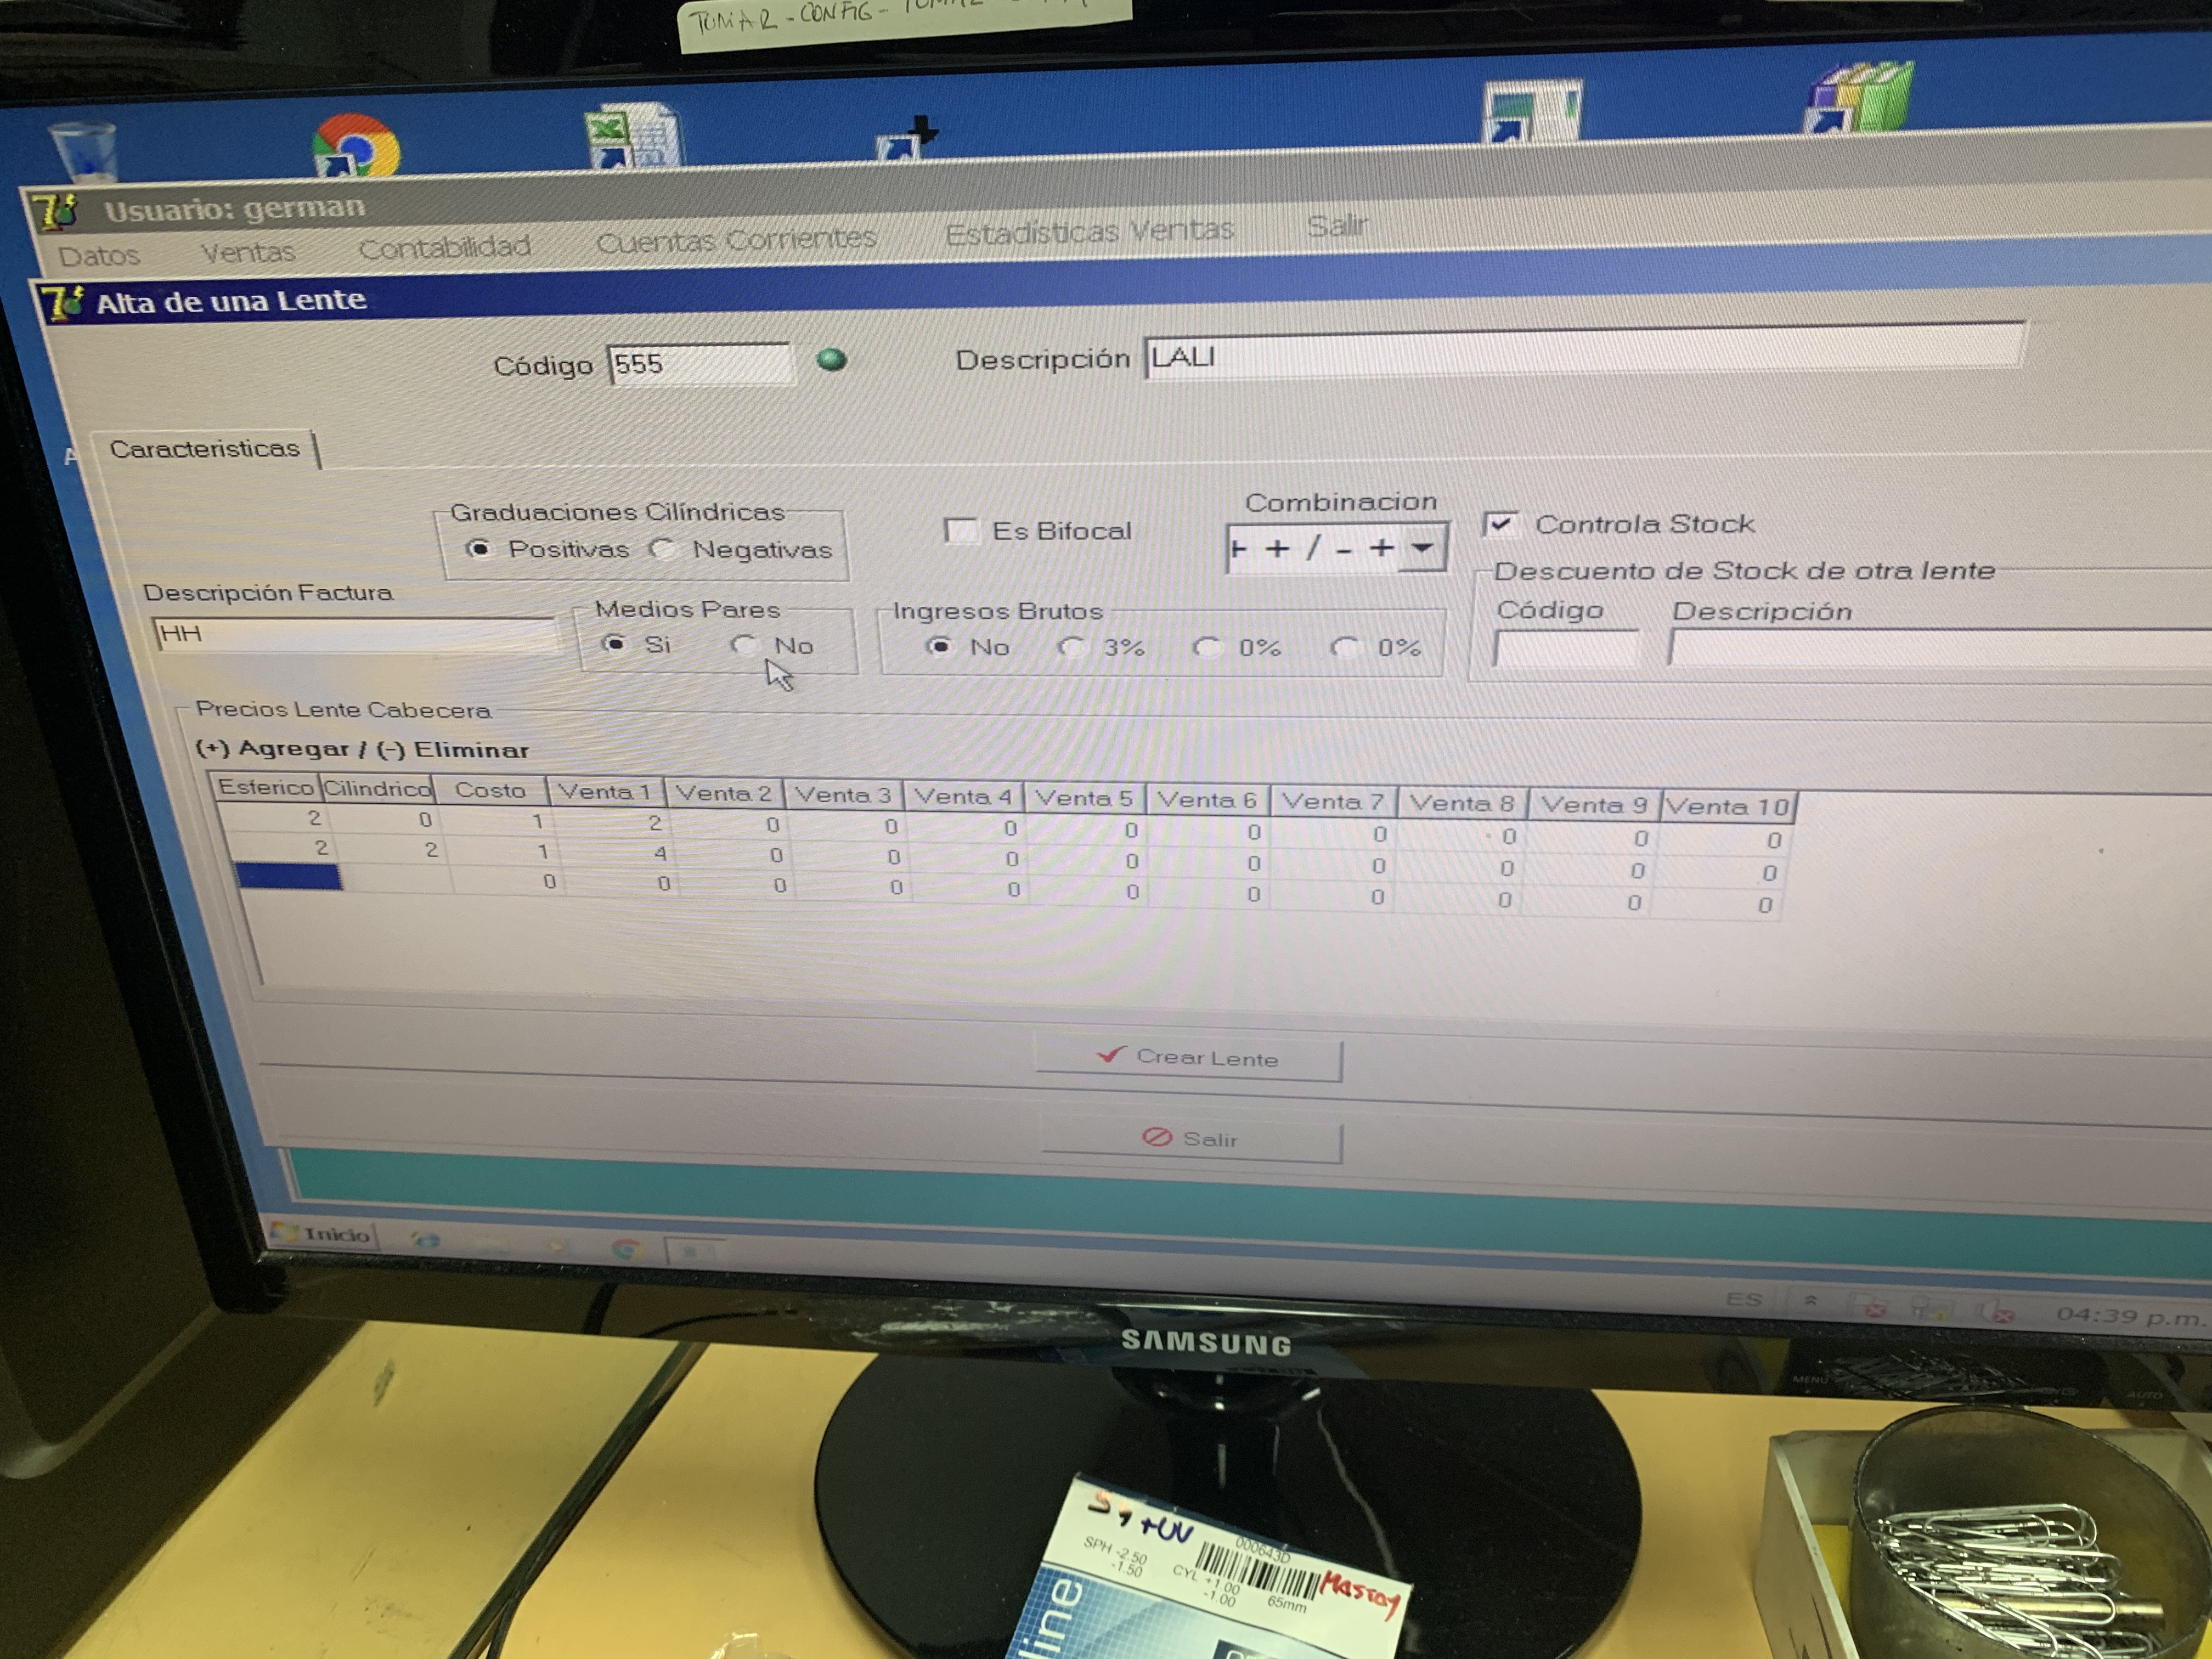 TOMAR - CONFIG -
Usuario: german
Datos Ventas Contabilidad Cuentas Corrientes Estadísticas Ventas Salir
Alta de una Lente
Código 555 Descripción LALI
Caracteristicas
Graduaciones Cilíndricas
Positivas Negativas
Es Bifocal
Combinacion
+ / - +
Controla Stock
Descuento de Stock de otra lente
Código Descripción
Descripción Factura
HH
Medios Pares
Si No
Ingresos Brutos
No 3% 0% 0%
Precios Lente Cabecera
(+) Agregar / (-) Eliminar
Esferico Cilindrico Costo Venta 1 Venta 2 Venta 3 Venta 4 Venta 5 Venta 6 Venta 7 Venta 8 Venta 9 Venta 10
2 0 1 2 0 0 0 0 0 0 0 0 0
2 2 1 4 0 0 0 0 0 0 0 0 0
0 0 0 0 0 0 0 0 0 0 0
Crear Lente
Salir
Inicio
ES 04:39 p.m.
SAMSUNG
MENU
AUTO
+UV
000643D
SPH -2.50
-1.50
CYL +1.00
-1.00
65mm
line